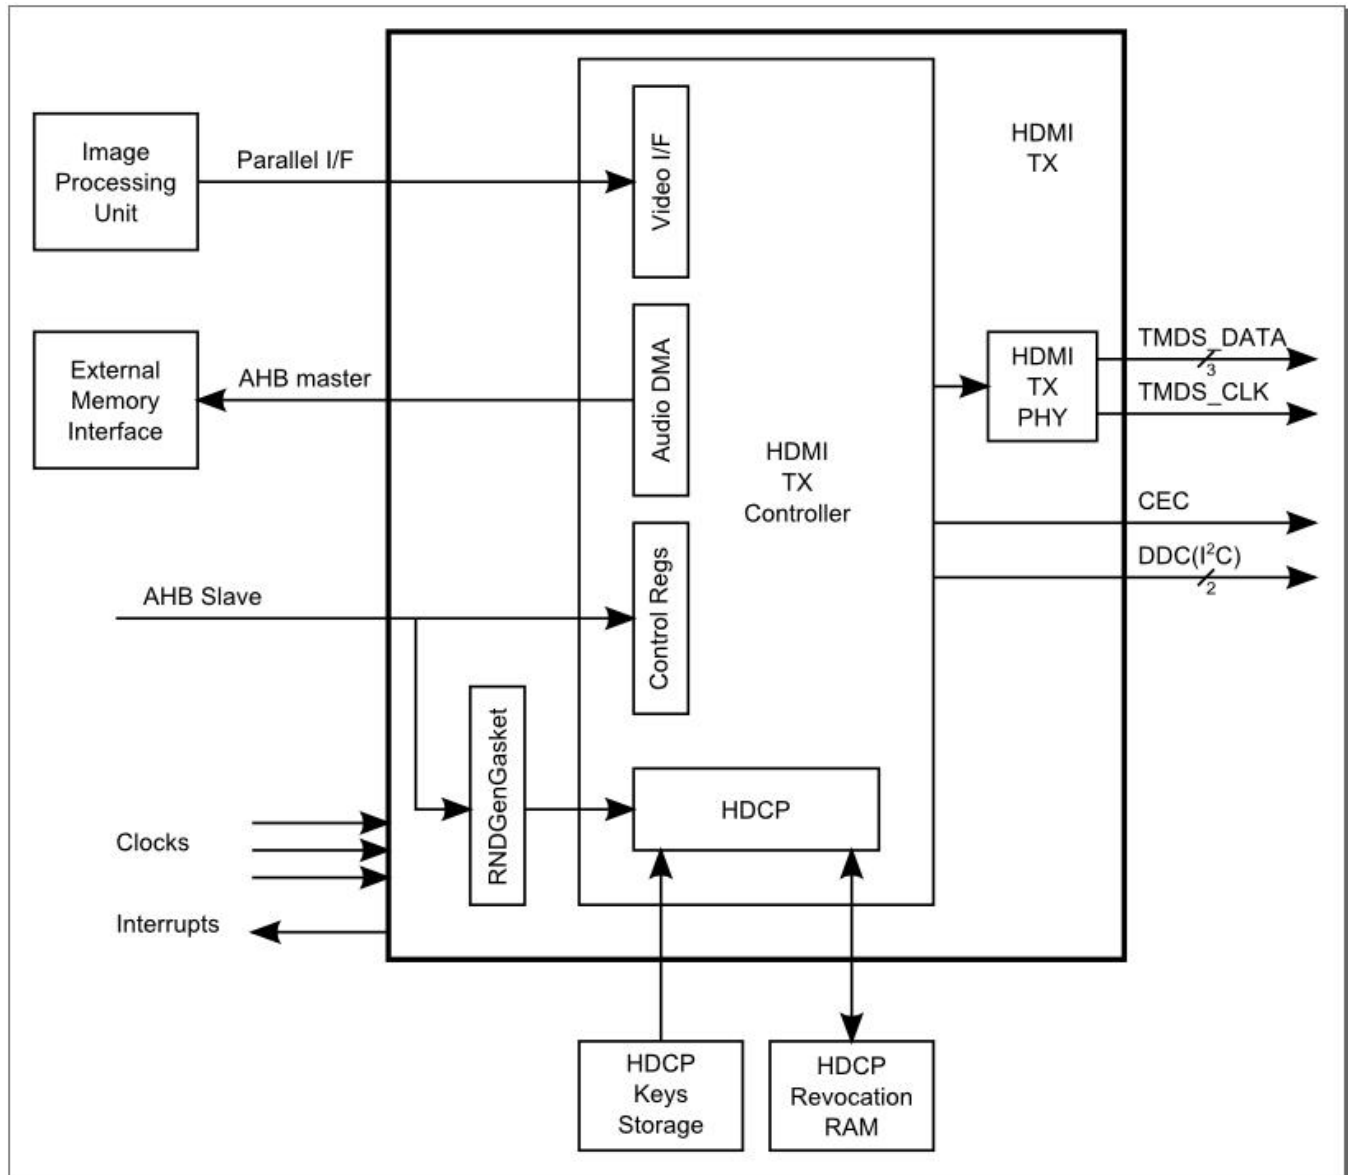 Image
Processing
Unit
Parallel I/F
Video I/F
HDMI
TX
External
Memory
Interface
AHB master
Audio DMA
HDMI
TX
Controller
HDMI
TX
PHY
TMDS_DATA
3
TMDS_CLK
CEC
DDC(I²C)
2
AHB Slave
Control Regs
RNDGenGasket
HDCP
Clocks
Interrupts
HDCP
Keys
Storage
HDCP
Revocation
RAM